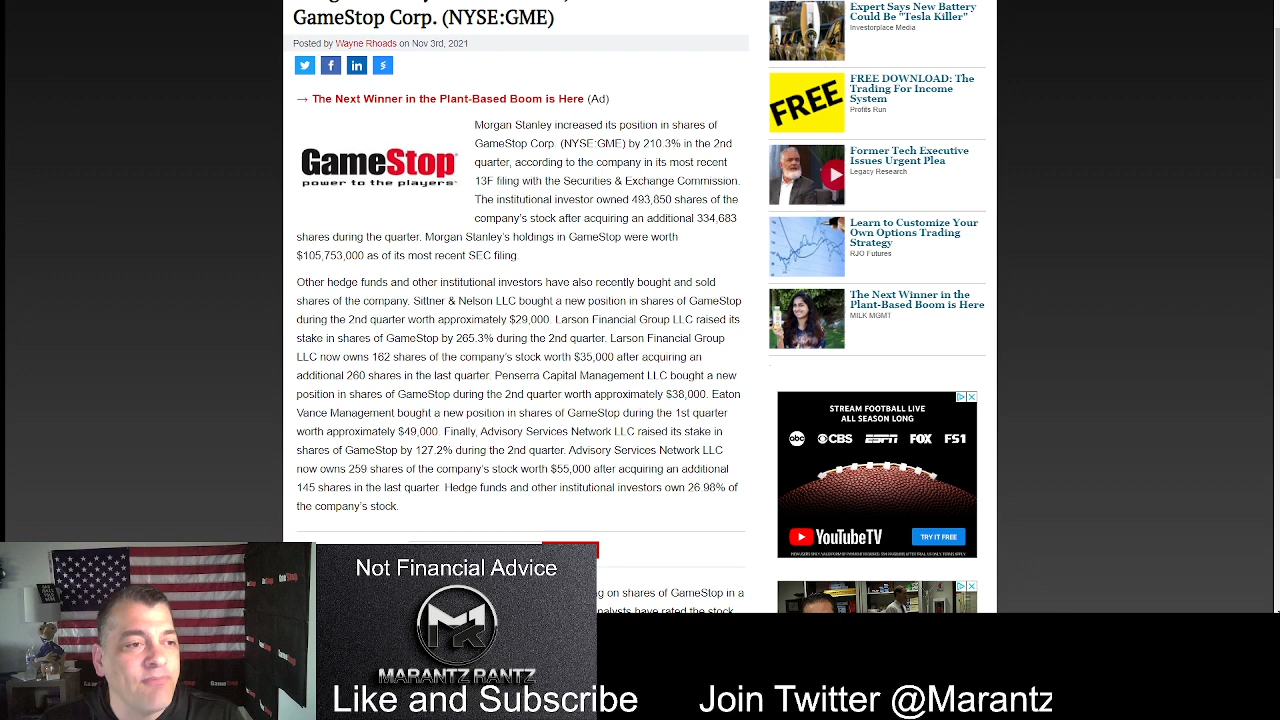 GameStop Corp. (NYSE:GME)
Posted by Wayne Rhoads on Nov 3rd, 2021
→ The Next Winner in the Plant-Based Boom is Here (Ad)
GameStop
power to the players
Morgan Stanley increased its position in shares of
GameStop Corp. (NYSE:GME) by 210.3% in the 2nd
quarter, according to the company in its most recent
13F filing with the Securities & Exchange Commission.
The institutional investor owned 493,850 shares of the
company's stock after acquiring an additional 334,683
shares during the quarter. Morgan Stanley's holdings in GameStop were worth
$105,753,000 as of its most recent SEC filing.
Other hedge funds and other institutional investors have also recently bought and sold
shares of the company. Sittner & Nelson LLC bought a new position in shares of GameStop
during the 2nd quarter worth approximately $29,000. Larson Financial Group LLC raised its
stake in shares of GameStop by 265.3% during the 2nd quarter. Larson Financial Group
LLC now owns 162 shares of the company's stock worth $35,000 after acquiring an
additional 260 shares in the last quarter. Penserra Capital Management LLC bought a new
position in shares of GameStop during the 2nd quarter worth approximately $36,000. Eaton
Vance Management bought a new position in shares of GameStop during the 1st quarter
worth approximately $49,000. Finally, Advisory Services Network LLC raised its stake in
shares of GameStop by 127.2% during the 2nd quarter. Advisory Services Network LLC
now owns 259 shares of the company's stock worth $55,000 after acquiring an additional
145 shares in the last quarter. Hedge funds and other institutional investors own 26.98% of
the company's stock.
ng on shares of GameStop in a
nalysts have rated the stock
Expert Says New Battery
Could Be "Tesla Killer"
Investorplace Media
FREE
FREE DOWNLOAD: The
Trading For Income
System
Profits Run
Former Tech Executive
Issues Urgent Plea
Legacy Research
Learn to Customize Your
Own Options Trading
Strategy
RJO Futures
The Next Winner in the
Plant-Based Boom is Here
MILK MGMT
STREAM FOOTBALL LIVE
ALL SEASON LONG
abc CBS ESPN FOX FS1
YouTubeTV
TRY IT FREE
Not Financial Advice
MARANTZ RANTZ
Like and Subscribe
Join Twitter @Marantz